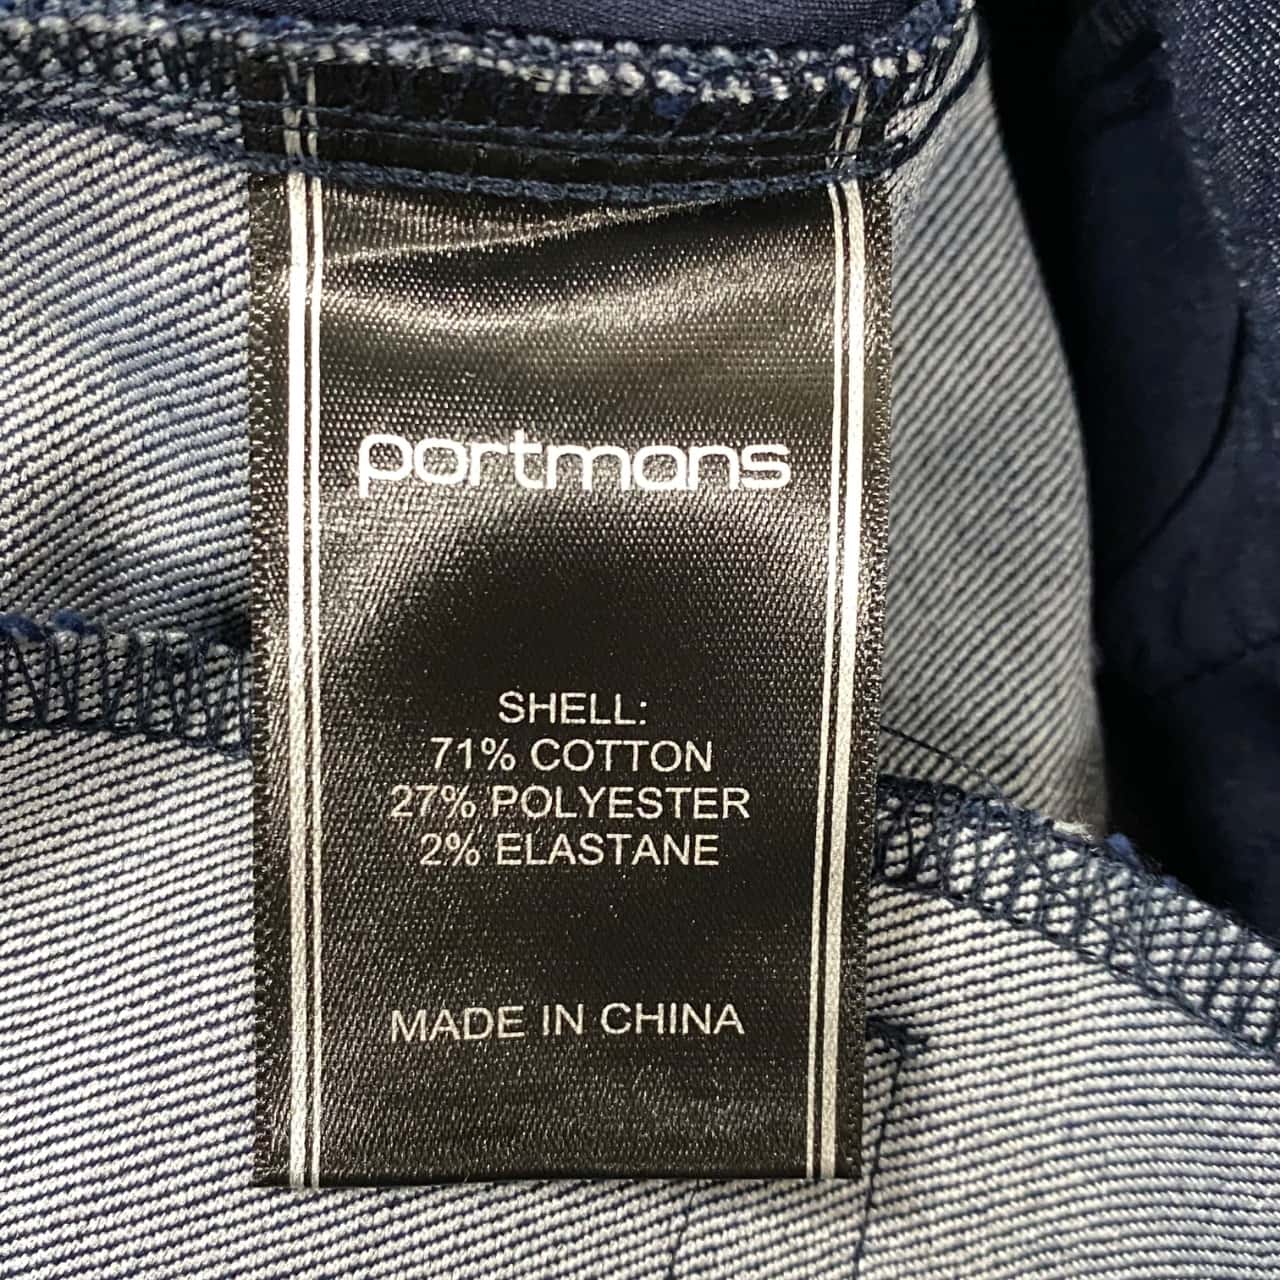 portmans
SHELL:
71% COTTON
27% POLYESTER
2% ELASTANE
MADE IN CHINA